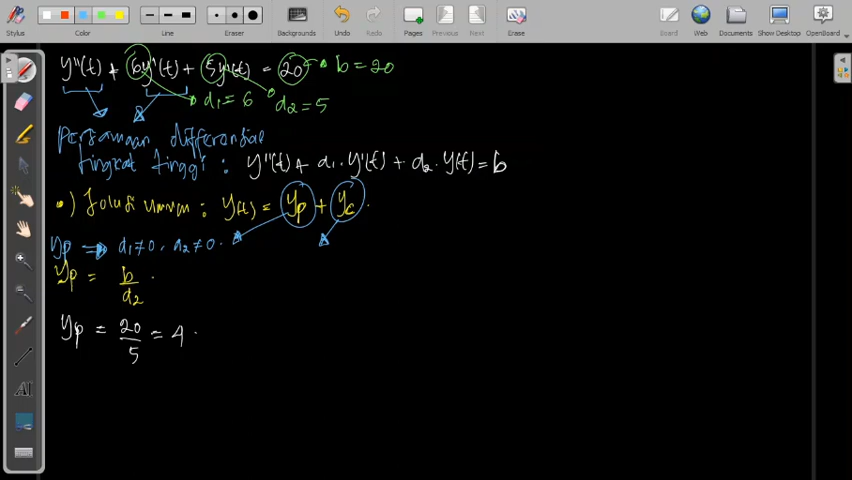 Stylus
Color
Line
Eraser
Backgrounds
Undo
Redo
Pages
Previous
Next
Erase
Board
Web
Documents
Show Desktop
OpenBoard
y''(t) + 6y'(t) + 5y(t) = 20 b = 20
a₁ = 6 a₂ = 5
Persamaan differensial
tingkat tinggi : y''(t) + a₁·y'(t) + a₂·y(t) = b
•) Solusi umum : y(t) = yp + yc.
yp ⇒ a₁≠0, a₂≠0.
yp = b/a₂.
yp = 20/5 = 4.